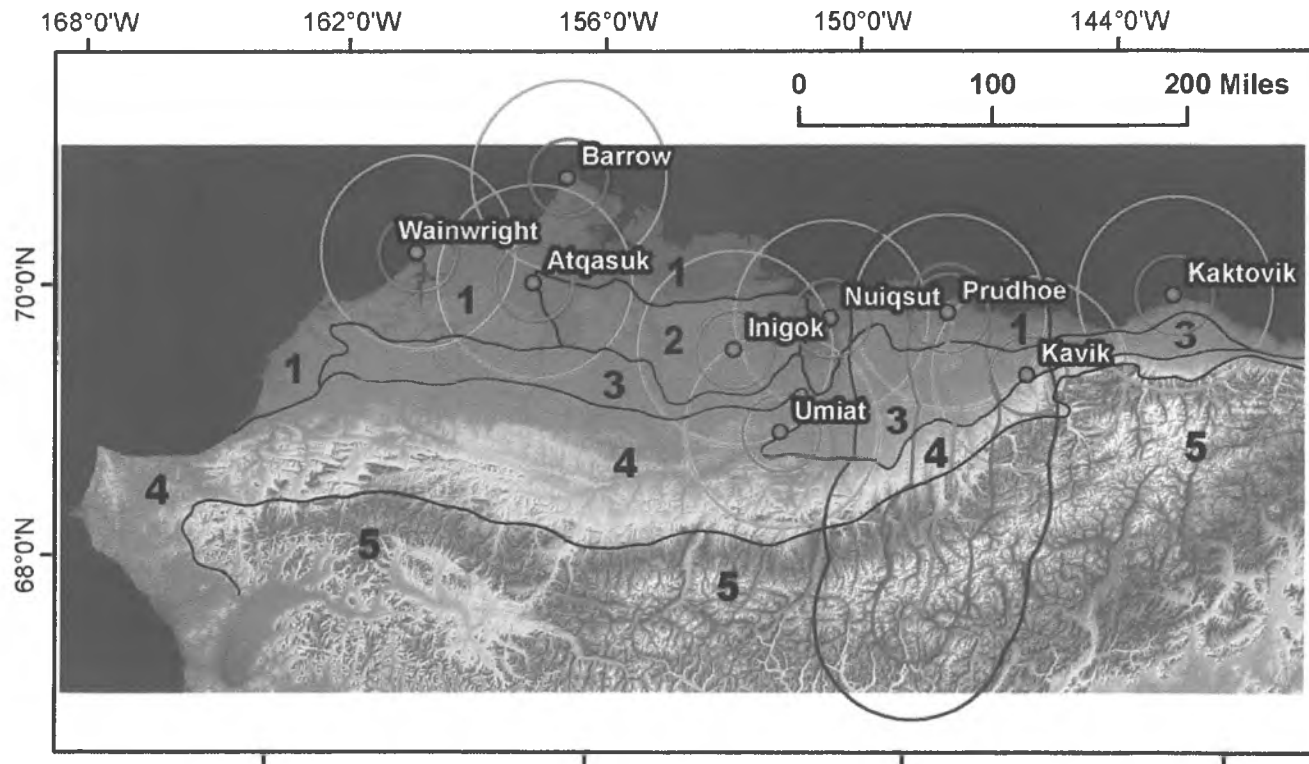 168°0'W 162°0'W 156°0'W 150°0'W 144°0'W
0 100 200 Miles
Barrow
Wainwright
Atqasuk
Kaktovik
70°0'N
1
1
Nuiqsut
Prudhoe
2
Inigok
1
3
Kavik
1
3
Umiat
3
4
4
5
4
68°0'N
5
5